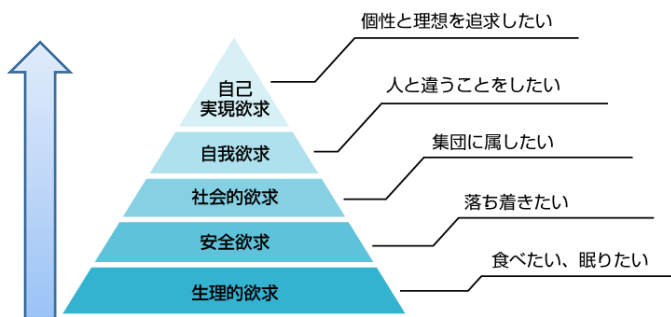 個性と理想を追求したい
自己
実現欲求
人と違うことをしたい
自我欲求
集団に属したい
社会的欲求
落ち着きたい
安全欲求
食べたい、眠りたい
生理的欲求